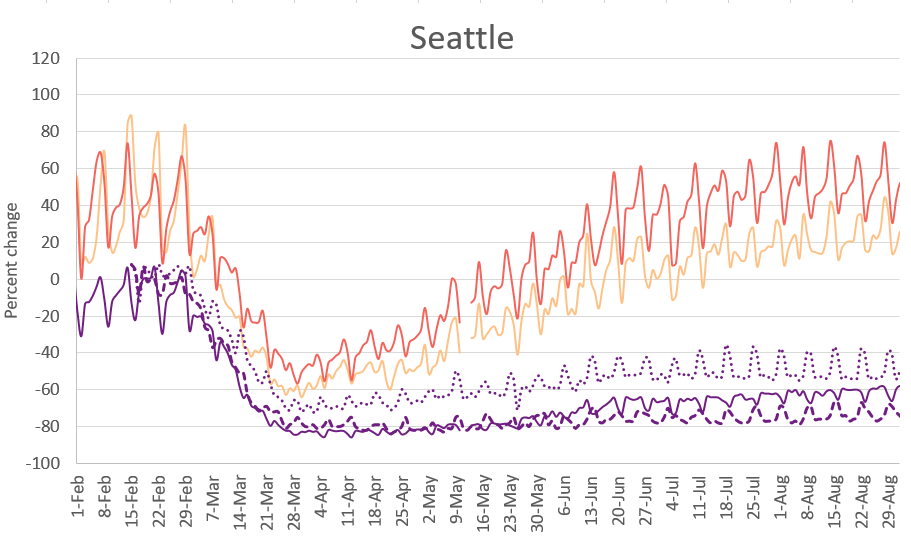 Seattle
Percent change
120
100
80
60
40
20
0
-20
-40
-60
-80
-100
1-Feb
8-Feb
15-Feb
22-Feb
29-Feb
7-Mar
14-Mar
21-Mar
28-Mar
4-Apr
11-Apr
18-Apr
25-Apr
2-May
9-May
16-May
23-May
30-May
6-Jun
13-Jun
20-Jun
27-Jun
4-Jul
11-Jul
18-Jul
25-Jul
1-Aug
8-Aug
15-Aug
22-Aug
29-Aug